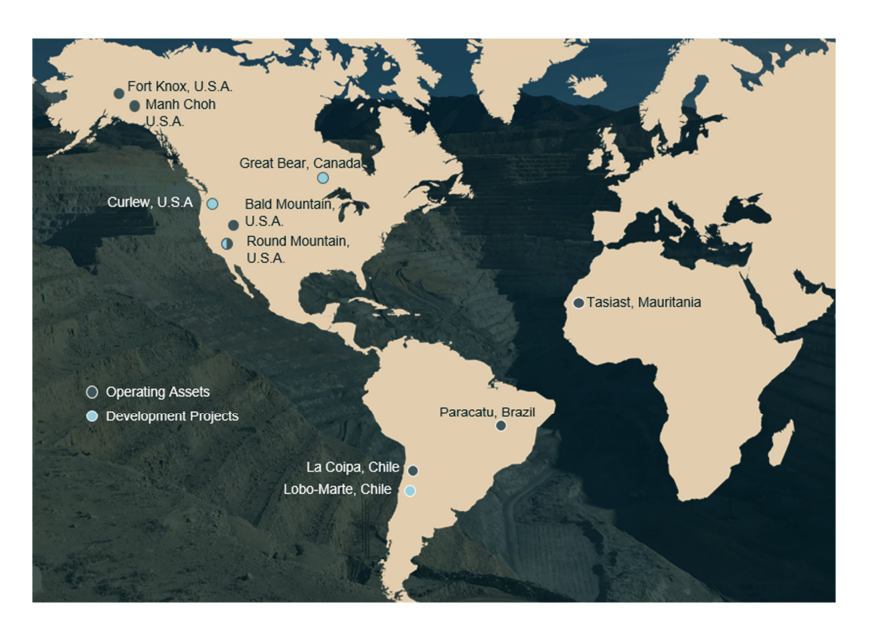 Fort Knox, U.S.A.
Manh Choh
U.S.A.
Great Bear, Canada
Curlew, U.S.A
Bald Mountain,
U.S.A.
Round Mountain,
U.S.A.
Tasiast, Mauritania
Operating Assets
Development Projects
Paracatu, Brazil
La Coipa, Chile
Lobo-Marte, Chile